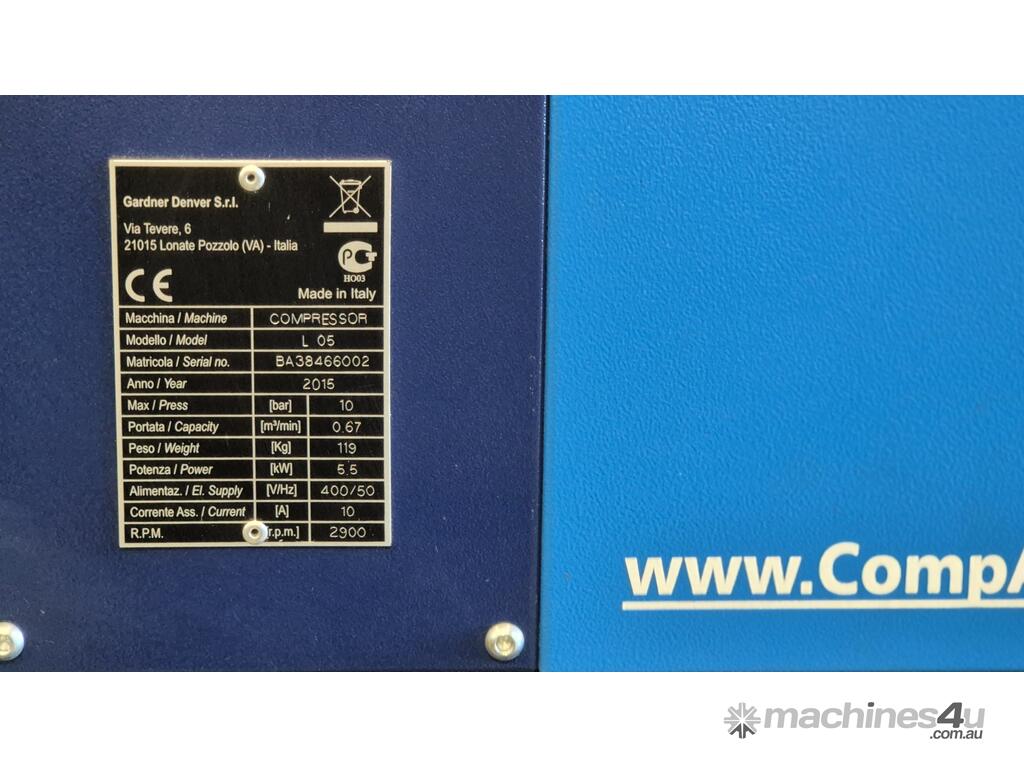 Gardner Denver S.r.l.
Via Tevere, 6
21015 Lonate Pozzolo (VA) - Italia
CE
PCT
HO03
Made in Italy
Macchina / Machine COMPRESSOR
Modello / Model L 05
Matricola / Serial no. BA38466002
Anno / Year 2015
Max / Press [bar] 10
Portata / Capacity [m³/min] 0.67
Peso / Weight [Kg] 119
Potenza / Power [kW] 5.5
Alimentaz. / El. Supply [V/Hz] 400/50
Corrente Ass. / Current [A] 10
R.P.M. [r.p.m.] 2900
www.CompA
machines4u
.com.au